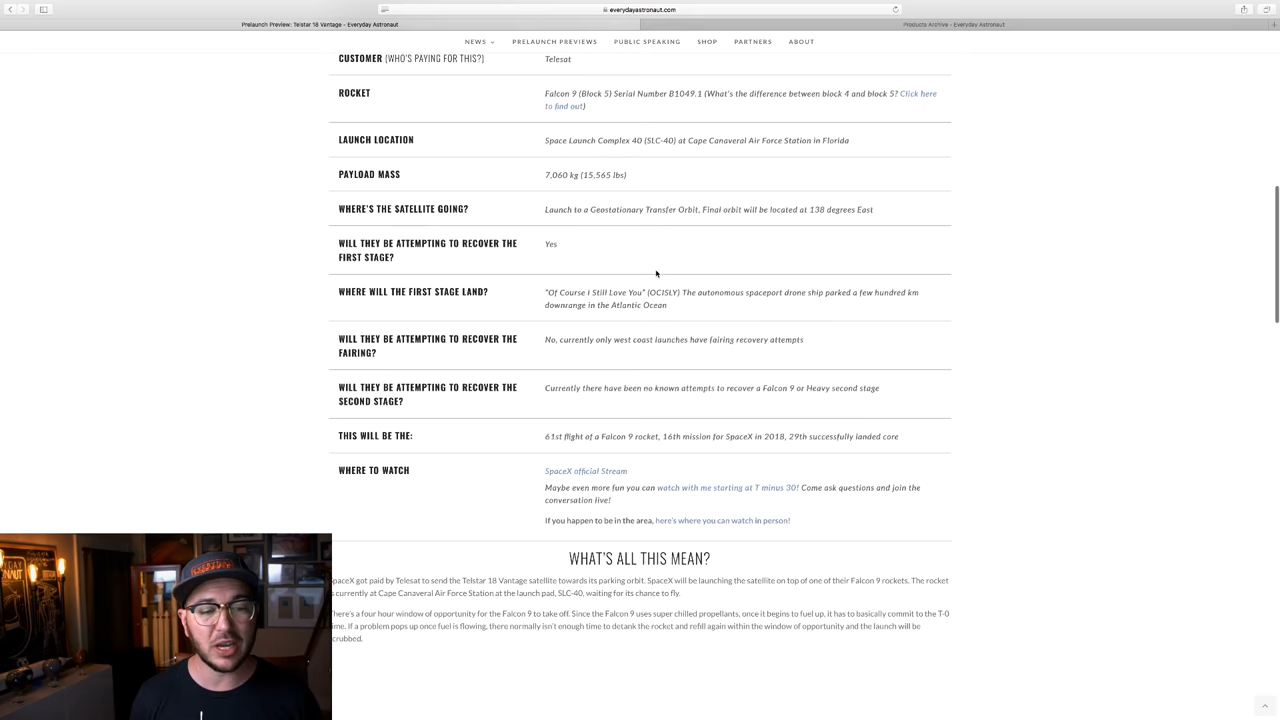 everydayastronaut.com
Prelaunch Preview: Telstar 18 Vantage - Everyday Astronaut
Products Archive - Everyday Astronaut
NEWS
PRELAUNCH PREVIEWS
PUBLIC SPEAKING
SHOP
PARTNERS
ABOUT
CUSTOMER (WHO'S PAYING FOR THIS?)
Telesat
ROCKET
Falcon 9 (Block 5) Serial Number B1049.1 (What's the difference between block 4 and block 5? Click here
to find out)
LAUNCH LOCATION
Space Launch Complex 40 (SLC-40) at Cape Canaveral Air Force Station in Florida
PAYLOAD MASS
7,060 kg (15,565 lbs)
WHERE'S THE SATELLITE GOING?
Launch to a Geostationary Transfer Orbit, Final orbit will be located at 138 degrees East
WILL THEY BE ATTEMPTING TO RECOVER THE
FIRST STAGE?
Yes
WHERE WILL THE FIRST STAGE LAND?
"Of Course I Still Love You" (OCISLY) The autonomous spaceport drone ship parked a few hundred km
downrange in the Atlantic Ocean
WILL THEY BE ATTEMPTING TO RECOVER THE
FAIRING?
No, currently only west coast launches have fairing recovery attempts
WILL THEY BE ATTEMPTING TO RECOVER THE
SECOND STAGE?
Currently there have been no known attempts to recover a Falcon 9 or Heavy second stage
THIS WILL BE THE:
61st flight of a Falcon 9 rocket, 16th mission for SpaceX in 2018, 29th successfully landed core
WHERE TO WATCH
SpaceX official Stream
Maybe even more fun you can watch with me starting at T minus 30! Come ask questions and join the
conversation live!
If you happen to be in the area, here's where you can watch in person!
WHAT'S ALL THIS MEAN?
paceX got paid by Telesat to send the Telstar 18 Vantage satellite towards its parking orbit. SpaceX will be launching the satellite on top of one of their Falcon 9 rockets. The rocket
currently at Cape Canaveral Air Force Station at the launch pad, SLC-40, waiting for its chance to fly.
here's a four hour window of opportunity for the Falcon 9 to take off. Since the Falcon 9 uses super chilled propellants, once it begins to fuel up, it has to basically commit to the T-0
ime. If a problem pops up once fuel is flowing, there normally isn't enough time to detank the rocket and refill again within the window of opportunity and the launch will be
crubbed.